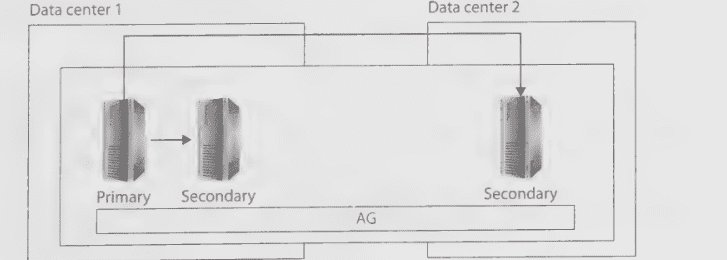 Data center 1
Data center 2
Primary
Secondary
Secondary
AG